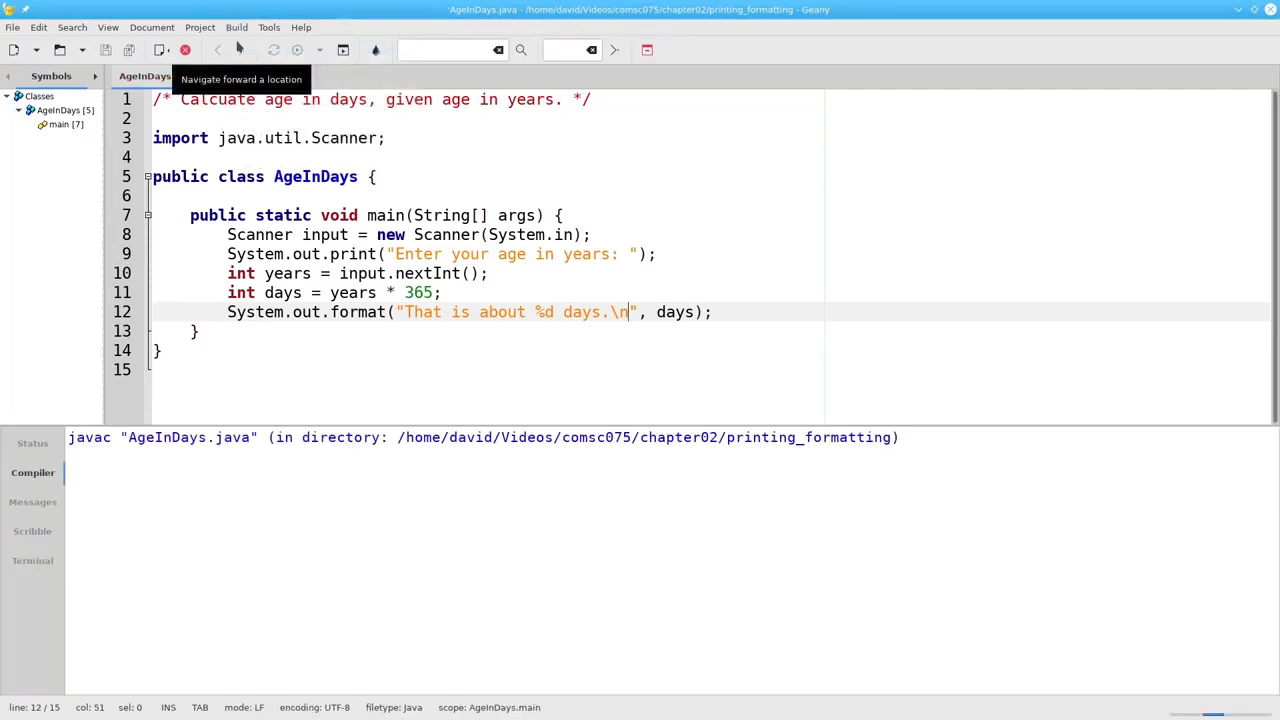 *AgeInDays.java - /home/david/Videos/comsc075/chapter02/printing_formatting - Geany
File Edit Search View Document Project Build Tools Help
Symbols
AgeInDays
Navigate forward a location
Classes
AgeInDays [5]
main [7]
1 /* Calcuate age in days, given age in years. */
2
3 import java.util.Scanner;
4
5 public class AgeInDays {
6
7 public static void main(String[] args) {
8 Scanner input = new Scanner(System.in);
9 System.out.print("Enter your age in years: ");
10 int years = input.nextInt();
11 int days = years * 365;
12 System.out.format("That is about %d days.\n", days);
13 }
14 }
15
Status
Compiler
Messages
Scribble
Terminal
javac "AgeInDays.java" (in directory: /home/david/Videos/comsc075/chapter02/printing_formatting)
line: 12 / 15 col: 51 sel: 0 INS TAB mode: LF encoding: UTF-8 filetype: Java scope: AgeInDays.main